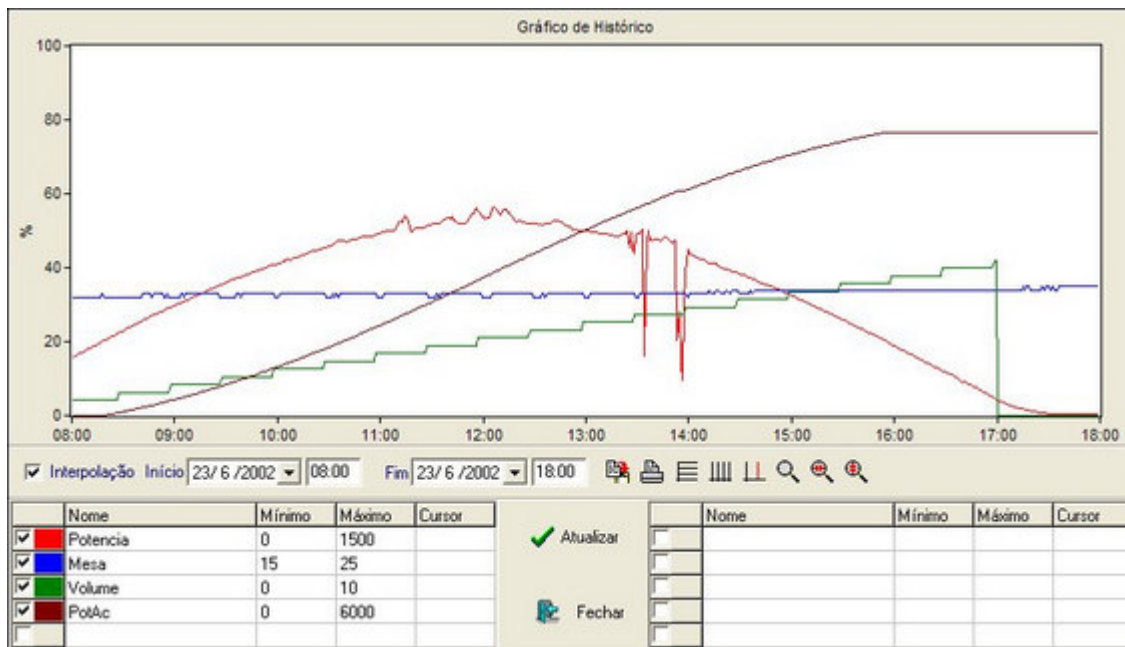 Gráfico de Histórico
100
80
60
%
40
20
0
08:00 09:00 10:00 11:00 12:00 13:00 14:00 15:00 16:00 17:00 18:00
Interpolação Início 23/ 6 /2002 08:00 Fim 23/ 6 /2002 18:00
Nome Mínimo Máximo Cursor
Potencia 0 1500
Mesa 15 25
Volume 0 10
PotAc 0 6000
Atualizar
Fechar
Nome Mínimo Máximo Cursor